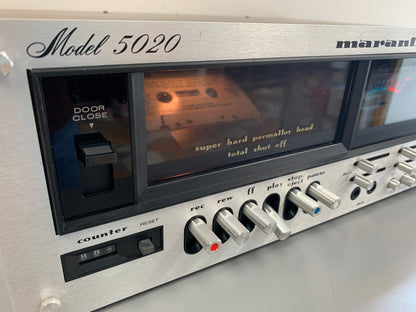 Model 5020
marant
DOOR
CLOSE
super hard permalloy head
total shut off
rec rew ff play stop eject pause
counter
RESET